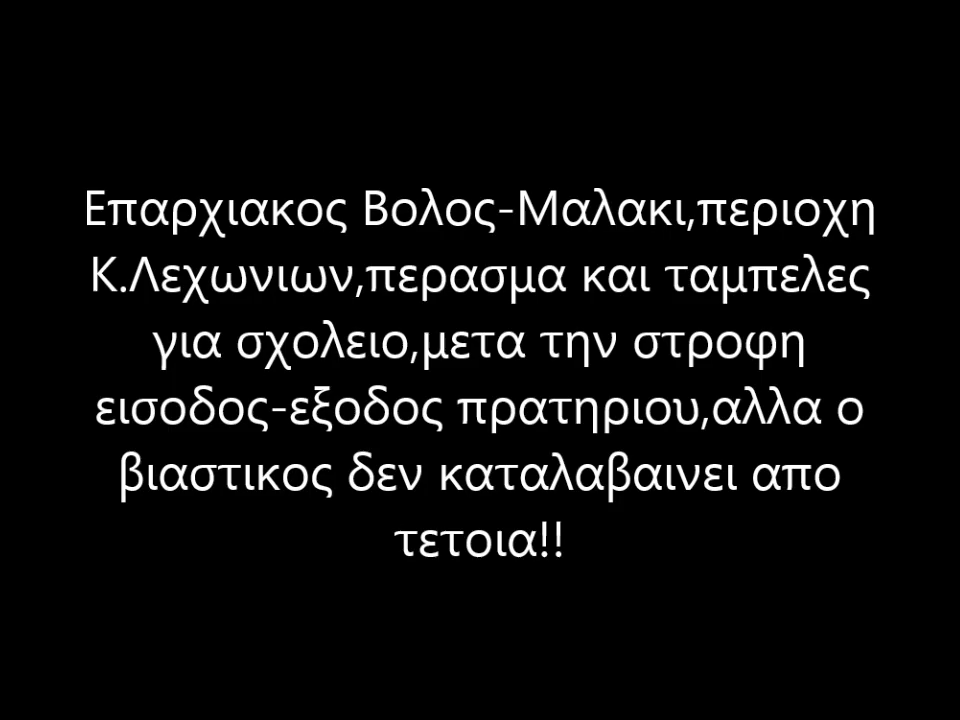 Επαρχιακος Βολος-Μαλακι,περιοχη
Κ.Λεχωνιων,περασμα και ταμπελες
για σχολειο,μετα την στροφη
εισοδος-εξοδος πρατηριου,αλλα ο
βιαστικος δεν καταλαβαινει απο
τετοια!!